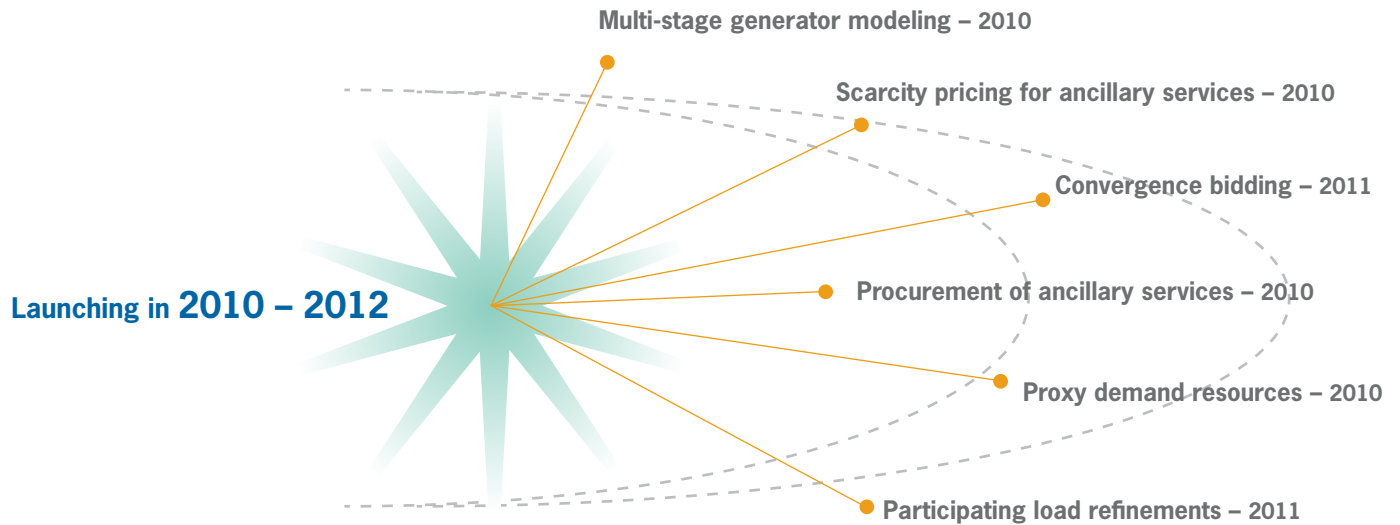 Multi-stage generator modeling – 2010
Scarcity pricing for ancillary services – 2010
Convergence bidding – 2011
Launching in 2010 – 2012
Procurement of ancillary services – 2010
Proxy demand resources – 2010
Participating load refinements – 2011